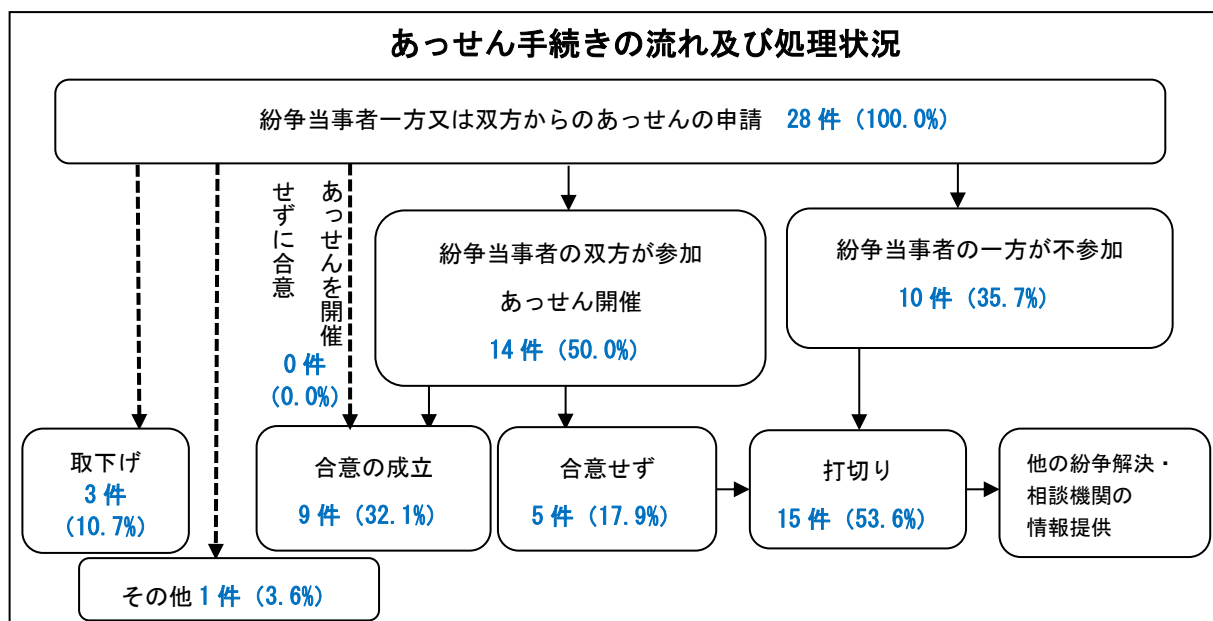 あっせん手続きの流れ及び処理状況
紛争当事者一方又は双方からのあっせんの申請 28件（100.0%）
あっせんを開催
せずに合意
0件
（0.0%）
紛争当事者の双方が参加
あっせん開催
14件（50.0%）
紛争当事者の一方が不参加
10件（35.7%）
取下げ
3件
（10.7%）
合意の成立
9件（32.1%）
合意せず
5件（17.9%）
打切り
15件（53.6%）
他の紛争解決・
相談機関の
情報提供
その他 1件（3.6%）